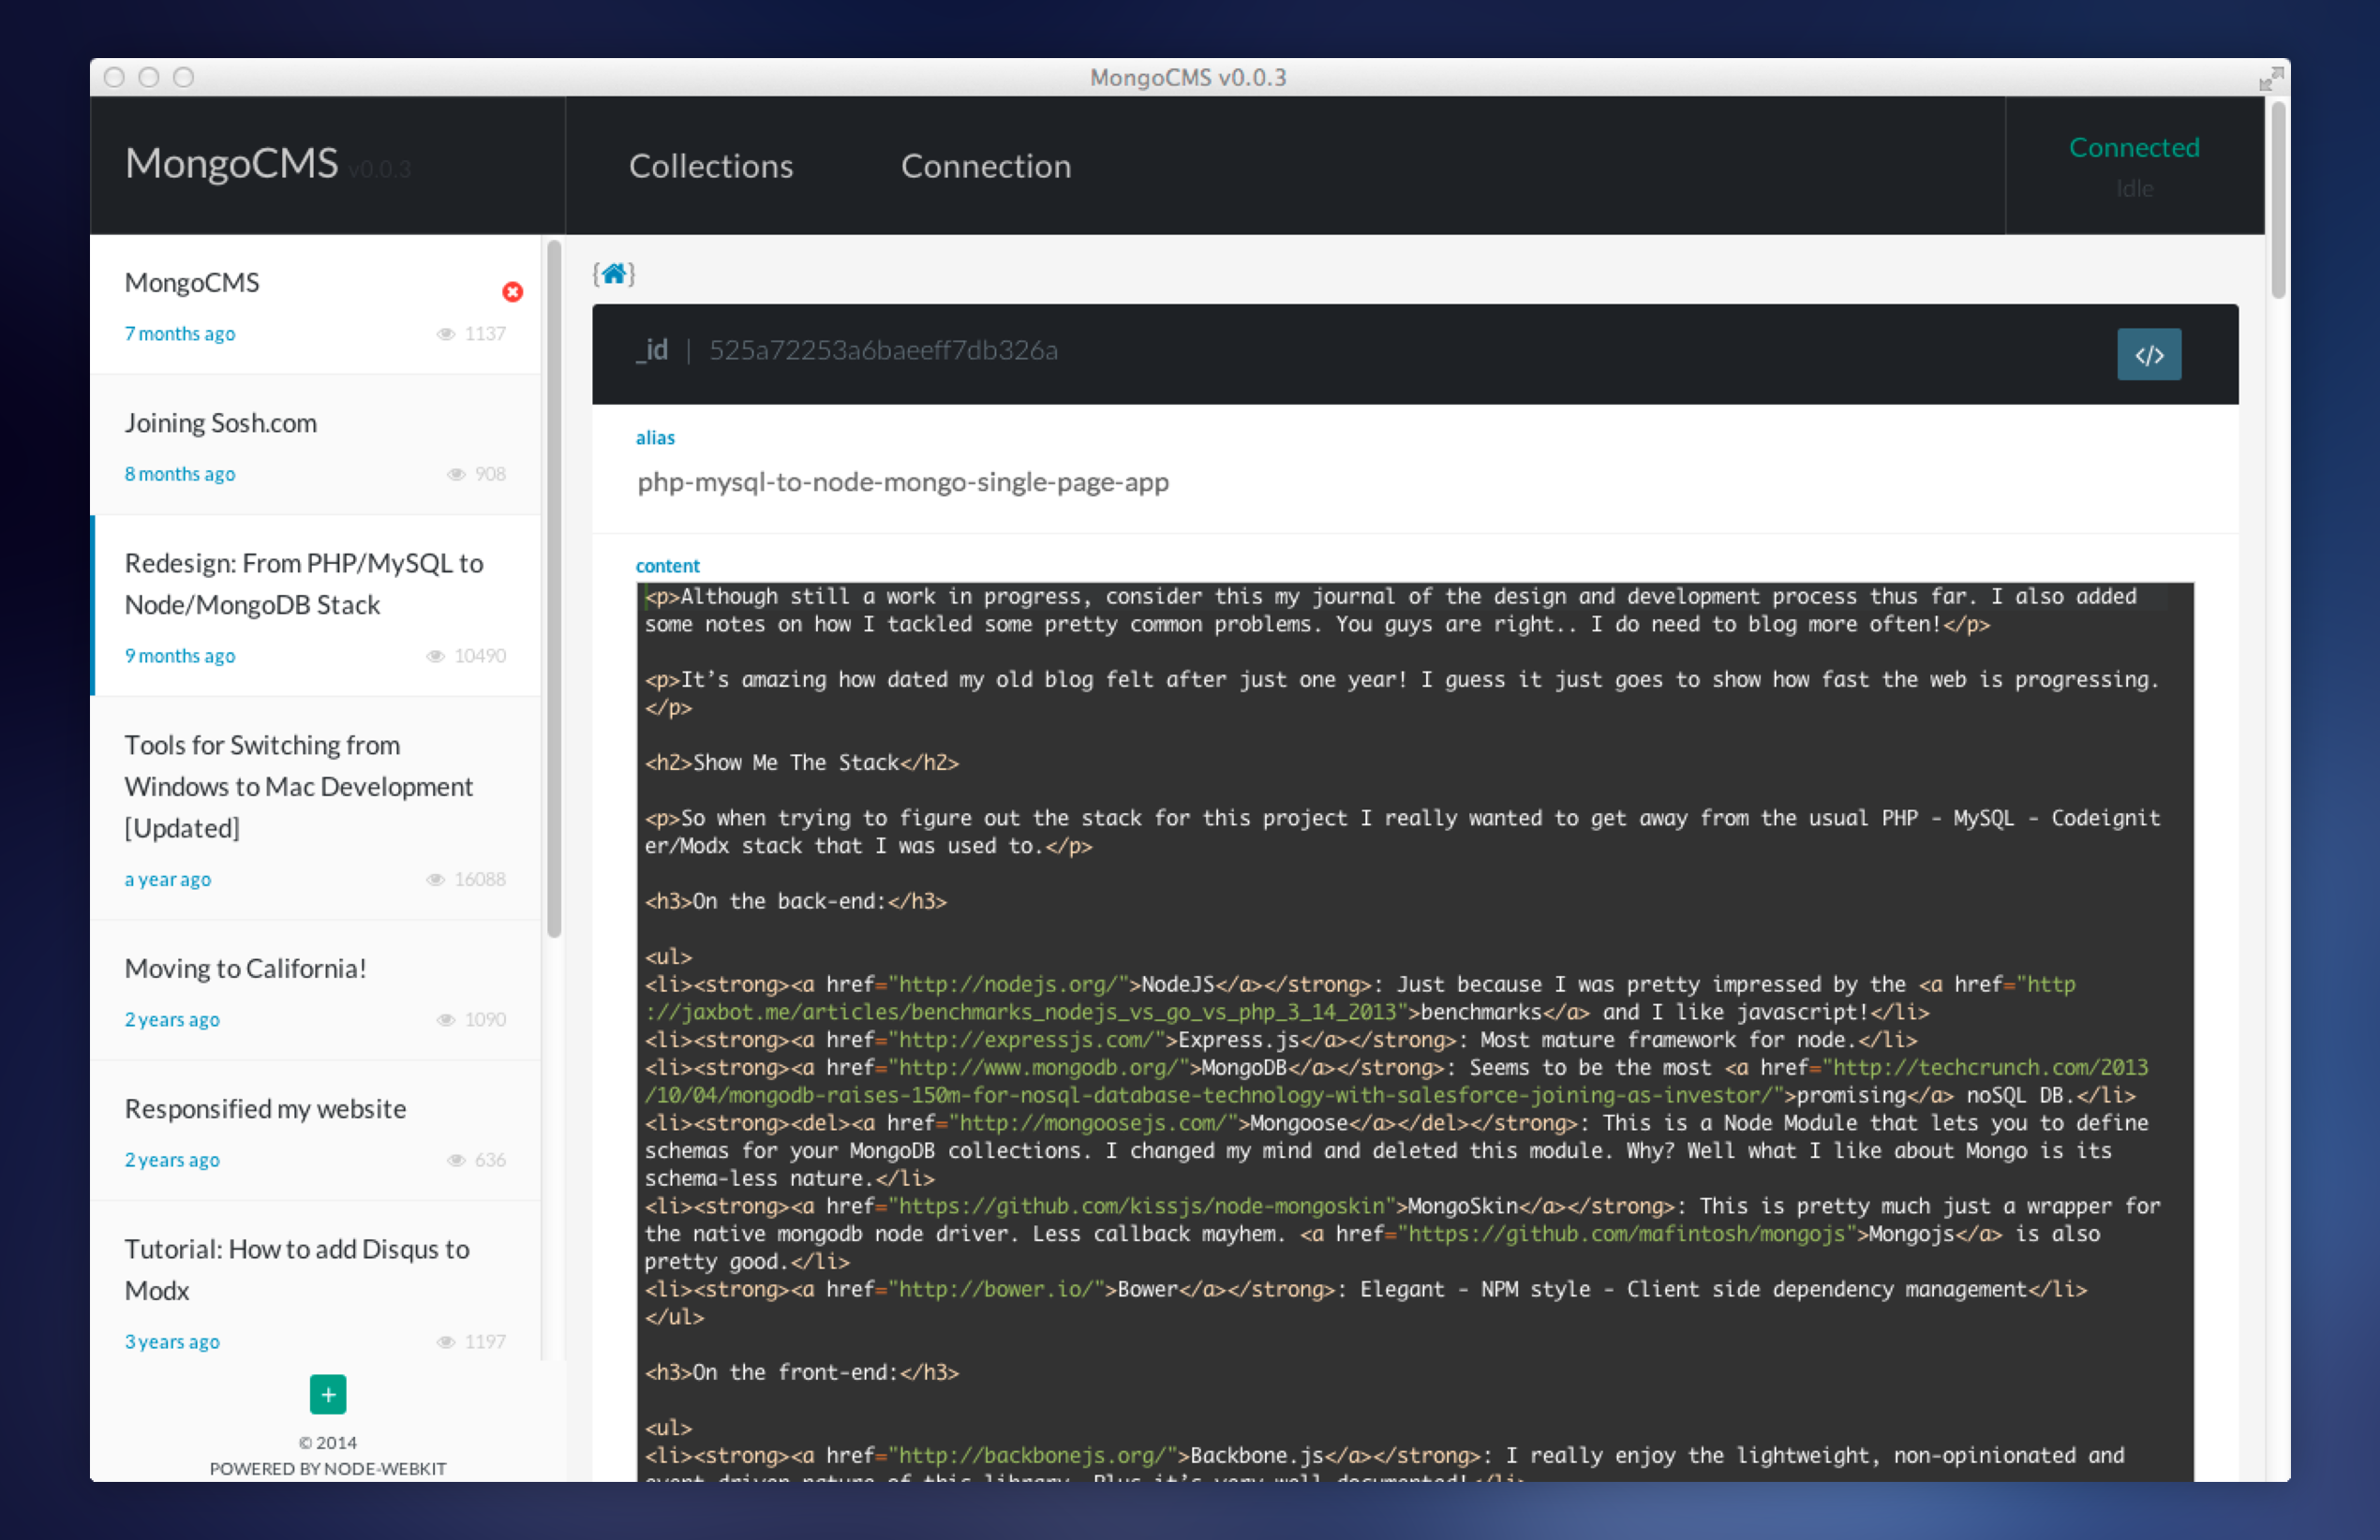 MongoCMS v0.0.3
MongoCMS v0.0.3
Collections
Connection
Connected
Idle
MongoCMS
7 months ago
1137
Joining Sosh.com
8 months ago
908
Redesign: From PHP/MySQL to
Node/MongoDB Stack
9 months ago
10490
Tools for Switching from
Windows to Mac Development
[Updated]
a year ago
16088
Moving to California!
2 years ago
1090
Responsified my website
2 years ago
636
Tutorial: How to add Disqus to
Modx
3 years ago
1197
+
© 2014
POWERED BY NODE-WEBKIT
{ }
_id | 525a72253a6baeeff7db326a
</>
alias
php-mysql-to-node-mongo-single-page-app
content
<p>Although still a work in progress, consider this my journal of the design and development process thus far. I also added
some notes on how I tackled some pretty common problems. You guys are right.. I do need to blog more often!</p>
<p>It’s amazing how dated my old blog felt after just one year! I guess it just goes to show how fast the web is progressing.
</p>
<h2>Show Me The Stack</h2>
<p>So when trying to figure out the stack for this project I really wanted to get away from the usual PHP - MySQL - Codeignit
er/Modx stack that I was used to.</p>
<h3>On the back-end:</h3>
<ul>
<li><strong><a href="http://nodejs.org/">NodeJS</a></strong>: Just because I was pretty impressed by the <a href="http
://jaxbot.me/articles/benchmarks_nodejs_vs_go_vs_php_3_14_2013">benchmarks</a> and I like javascript!</li>
<li><strong><a href="http://expressjs.com/">Express.js</a></strong>: Most mature framework for node.</li>
<li><strong><a href="http://www.mongodb.org/">MongoDB</a></strong>: Seems to be the most <a href="http://techcrunch.com/2013
/10/04/mongodb-raises-150m-for-nosql-database-technology-with-salesforce-joining-as-investor/">promising</a> noSQL DB.</li>
<li><strong><del><a href="http://mongoosejs.com/">Mongoose</a></del></strong>: This is a Node Module that lets you to define
schemas for your MongoDB collections. I changed my mind and deleted this module. Why? Well what I like about Mongo is its
schema-less nature.</li>
<li><strong><a href="https://github.com/kissjs/node-mongoskin">MongoSkin</a></strong>: This is pretty much just a wrapper for
the native mongodb node driver. Less callback mayhem. <a href="https://github.com/mafintosh/mongojs">Mongojs</a> is also
pretty good.</li>
<li><strong><a href="http://bower.io/">Bower</a></strong>: Elegant - NPM style - Client side dependency management</li>
</ul>
<h3>On the front-end:</h3>
<ul>
<li><strong><a href="http://backbonejs.org/">Backbone.js</a></strong>: I really enjoy the lightweight, non-opinionated and
event driven nature of this library. Plus it’s very well documented!</li>